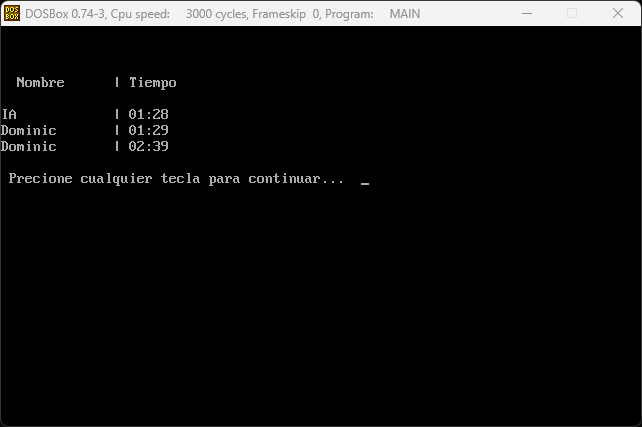 DOSBox 0.74-3, Cpu speed: 3000 cycles, Frameskip 0, Program: MAIN
Nombre | Tiempo
IA | 01:28
Dominic | 01:29
Dominic | 02:39
Precione cualquier tecla para continuar... _